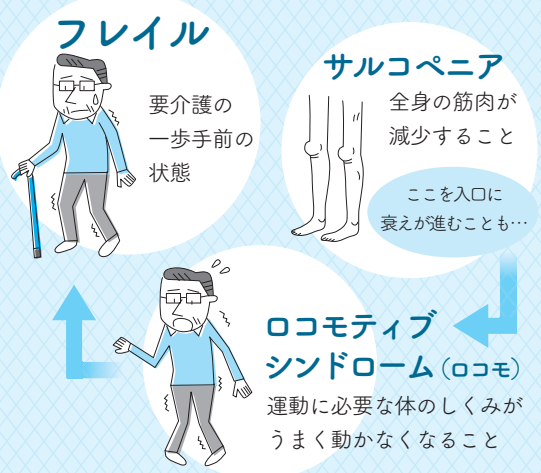 フレイル
要介護の
一歩手前の
状態
サルコペニア
全身の筋肉が
減少すること
ここを入口に
衰えが進むことも…
ロコモティブ
シンドローム（ロコモ）
運動に必要な体のしくみが
うまく動かなくなること